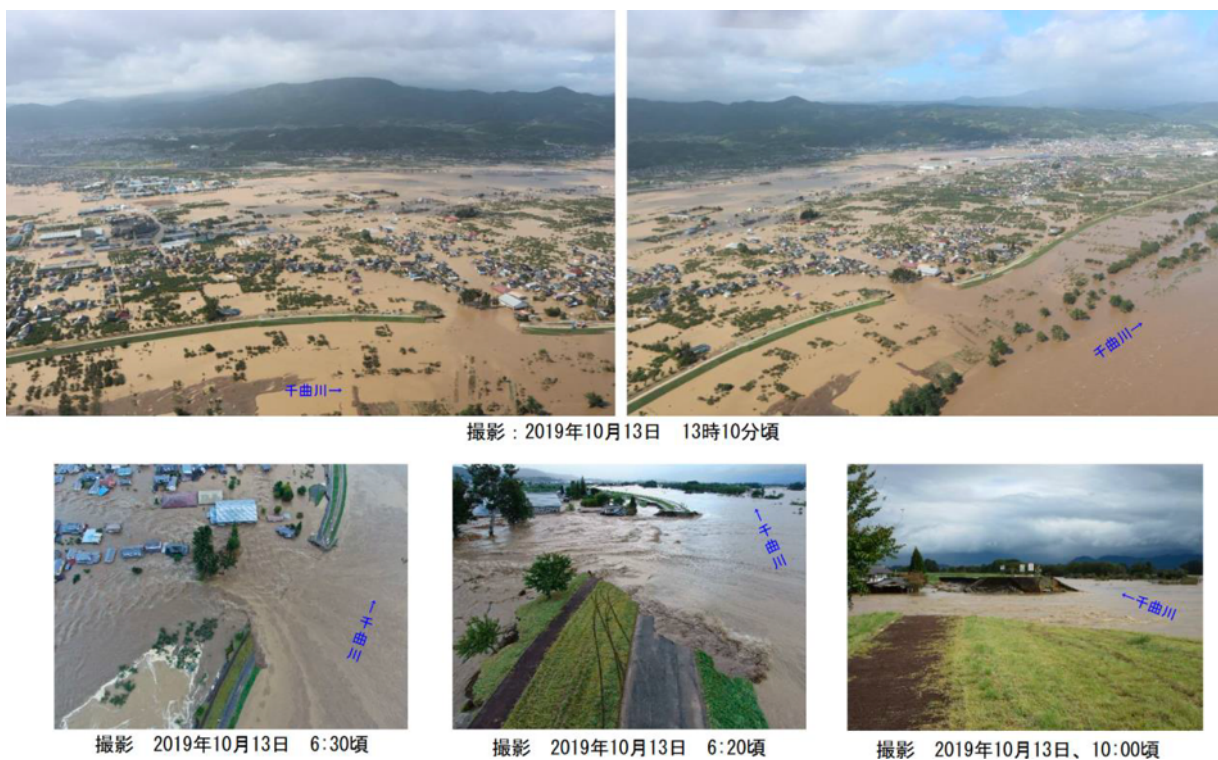 千曲川→
千曲川→
撮影：2019年10月13日　13時10分頃
←千曲川
←千曲川
←千曲川
撮影　2019年10月13日　6:30頃
撮影　2019年10月13日　6:20頃
撮影　2019年10月13日、10:00頃